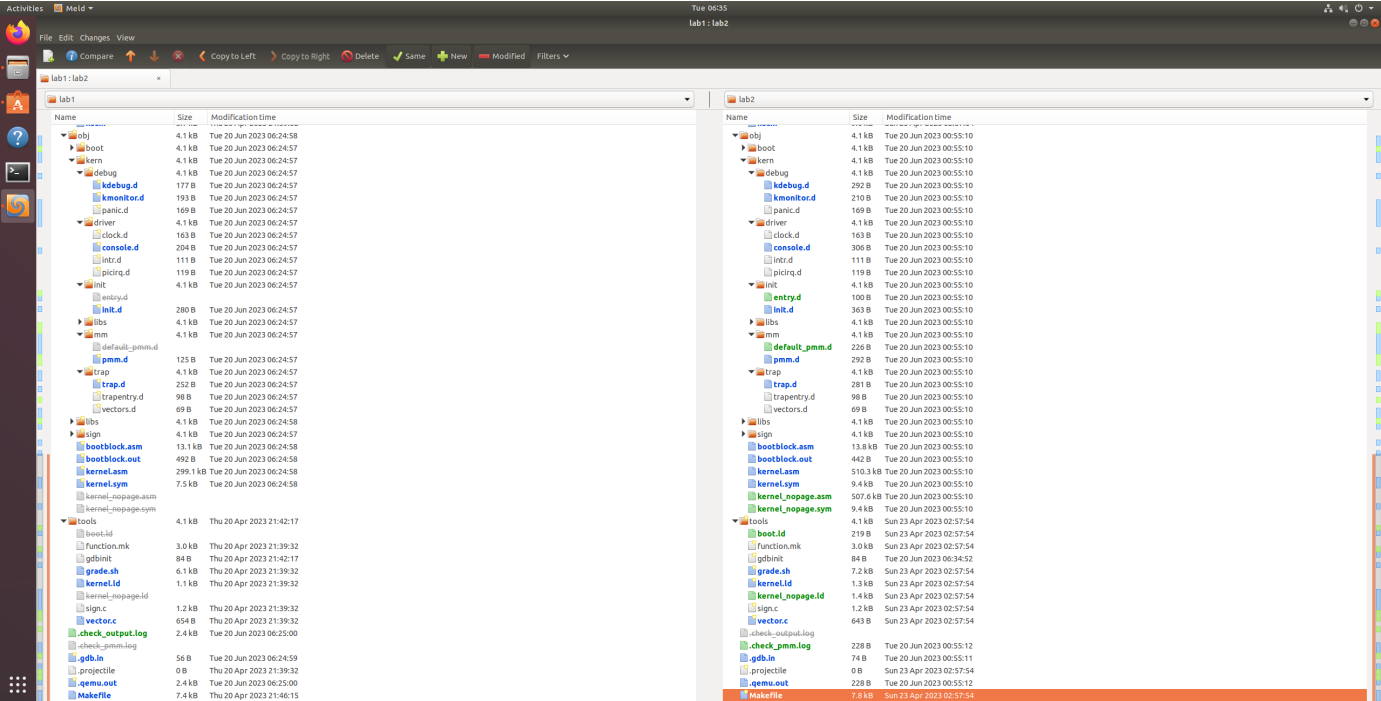 Activities Meld Tue 06:35
lab1 : lab2
File Edit Changes View
Compare Copy to Left Copy to Right Delete Same New Modified Filters
lab1 : lab2 ×
lab1 lab2
Name Size Modification time Name Size Modification time
obj 4.1 kB Tue 20 Jun 2023 06:24:58 obj 4.1 kB Tue 20 Jun 2023 00:55:10
boot 4.1 kB Tue 20 Jun 2023 06:24:57 boot 4.1 kB Tue 20 Jun 2023 00:55:10
kern 4.1 kB Tue 20 Jun 2023 06:24:57 kern 4.1 kB Tue 20 Jun 2023 00:55:10
debug 4.1 kB Tue 20 Jun 2023 06:24:57 debug 4.1 kB Tue 20 Jun 2023 00:55:10
kdebug.d 177 B Tue 20 Jun 2023 06:24:57 kdebug.d 292 B Tue 20 Jun 2023 00:55:10
kmonitor.d 193 B Tue 20 Jun 2023 06:24:57 kmonitor.d 210 B Tue 20 Jun 2023 00:55:10
panic.d 169 B Tue 20 Jun 2023 06:24:57 panic.d 169 B Tue 20 Jun 2023 00:55:10
driver 4.1 kB Tue 20 Jun 2023 06:24:57 driver 4.1 kB Tue 20 Jun 2023 00:55:10
clock.d 163 B Tue 20 Jun 2023 06:24:57 clock.d 163 B Tue 20 Jun 2023 00:55:10
console.d 204 B Tue 20 Jun 2023 06:24:57 console.d 306 B Tue 20 Jun 2023 00:55:10
intr.d 111 B Tue 20 Jun 2023 06:24:57 intr.d 111 B Tue 20 Jun 2023 00:55:10
picirq.d 119 B Tue 20 Jun 2023 06:24:57 picirq.d 119 B Tue 20 Jun 2023 00:55:10
init 4.1 kB Tue 20 Jun 2023 06:24:57 init 4.1 kB Tue 20 Jun 2023 00:55:10
entry.d entry.d 100 B Tue 20 Jun 2023 00:55:10
init.d 280 B Tue 20 Jun 2023 06:24:57 init.d 363 B Tue 20 Jun 2023 00:55:10
libs 4.1 kB Tue 20 Jun 2023 06:24:57 libs 4.1 kB Tue 20 Jun 2023 00:55:10
mm 4.1 kB Tue 20 Jun 2023 06:24:57 mm 4.1 kB Tue 20 Jun 2023 00:55:10
default_pmm.d default_pmm.d 226 B Tue 20 Jun 2023 00:55:10
pmm.d 125 B Tue 20 Jun 2023 06:24:57 pmm.d 292 B Tue 20 Jun 2023 00:55:10
trap 4.1 kB Tue 20 Jun 2023 06:24:57 trap 4.1 kB Tue 20 Jun 2023 00:55:10
trap.d 252 B Tue 20 Jun 2023 06:24:57 trap.d 281 B Tue 20 Jun 2023 00:55:10
trapentry.d 98 B Tue 20 Jun 2023 06:24:57 trapentry.d 98 B Tue 20 Jun 2023 00:55:10
vectors.d 69 B Tue 20 Jun 2023 06:24:57 vectors.d 69 B Tue 20 Jun 2023 00:55:10
libs 4.1 kB Tue 20 Jun 2023 06:24:58 libs 4.1 kB Tue 20 Jun 2023 00:55:10
sign 4.1 kB Tue 20 Jun 2023 06:24:57 sign 4.1 kB Tue 20 Jun 2023 00:55:10
bootblock.asm 13.1 kB Tue 20 Jun 2023 06:24:58 bootblock.asm 13.8 kB Tue 20 Jun 2023 00:55:10
bootblock.out 492 B Tue 20 Jun 2023 06:24:58 bootblock.out 442 B Tue 20 Jun 2023 00:55:10
kernel.asm 299.1 kB Tue 20 Jun 2023 06:24:58 kernel.asm 510.3 kB Tue 20 Jun 2023 00:55:10
kernel.sym 7.5 kB Tue 20 Jun 2023 06:24:58 kernel.sym 9.4 kB Tue 20 Jun 2023 00:55:10
kernel_nopage.asm kernel_nopage.asm 507.6 kB Tue 20 Jun 2023 00:55:10
kernel_nopage.sym kernel_nopage.sym 9.4 kB Tue 20 Jun 2023 00:55:10
tools 4.1 kB Thu 20 Apr 2023 21:42:17 tools 4.1 kB Sun 23 Apr 2023 02:57:54
boot.ld boot.ld 219 B Sun 23 Apr 2023 02:57:54
function.mk 3.0 kB Thu 20 Apr 2023 21:39:32 function.mk 3.0 kB Sun 23 Apr 2023 02:57:54
gdbinit 84 B Thu 20 Apr 2023 21:42:17 gdbinit 84 B Tue 20 Jun 2023 06:34:52
grade.sh 6.1 kB Thu 20 Apr 2023 21:39:32 grade.sh 7.2 kB Sun 23 Apr 2023 02:57:54
kernel.ld 1.1 kB Thu 20 Apr 2023 21:39:32 kernel.ld 1.3 kB Sun 23 Apr 2023 02:57:54
kernel_nopage.ld kernel_nopage.ld 1.4 kB Sun 23 Apr 2023 02:57:54
sign.c 1.2 kB Thu 20 Apr 2023 21:39:32 sign.c 1.2 kB Sun 23 Apr 2023 02:57:54
vector.c 654 B Thu 20 Apr 2023 21:39:32 vector.c 643 B Sun 23 Apr 2023 02:57:54
.check_output.log 2.4 kB Tue 20 Jun 2023 06:25:00 .check_output.log
.check_pmm.log .check_pmm.log 228 B Tue 20 Jun 2023 00:55:12
.gdb.in 56 B Tue 20 Jun 2023 06:24:59 .gdb.in 74 B Tue 20 Jun 2023 00:55:11
.projectile 0 B Thu 20 Apr 2023 21:39:32 .projectile 0 B Sun 23 Apr 2023 02:57:54
.qemu.out 2.4 kB Tue 20 Jun 2023 06:25:00 .qemu.out 228 B Tue 20 Jun 2023 00:55:12
Makefile 7.4 kB Thu 20 Apr 2023 21:46:15 Makefile 7.8 kB Sun 23 Apr 2023 02:57:54